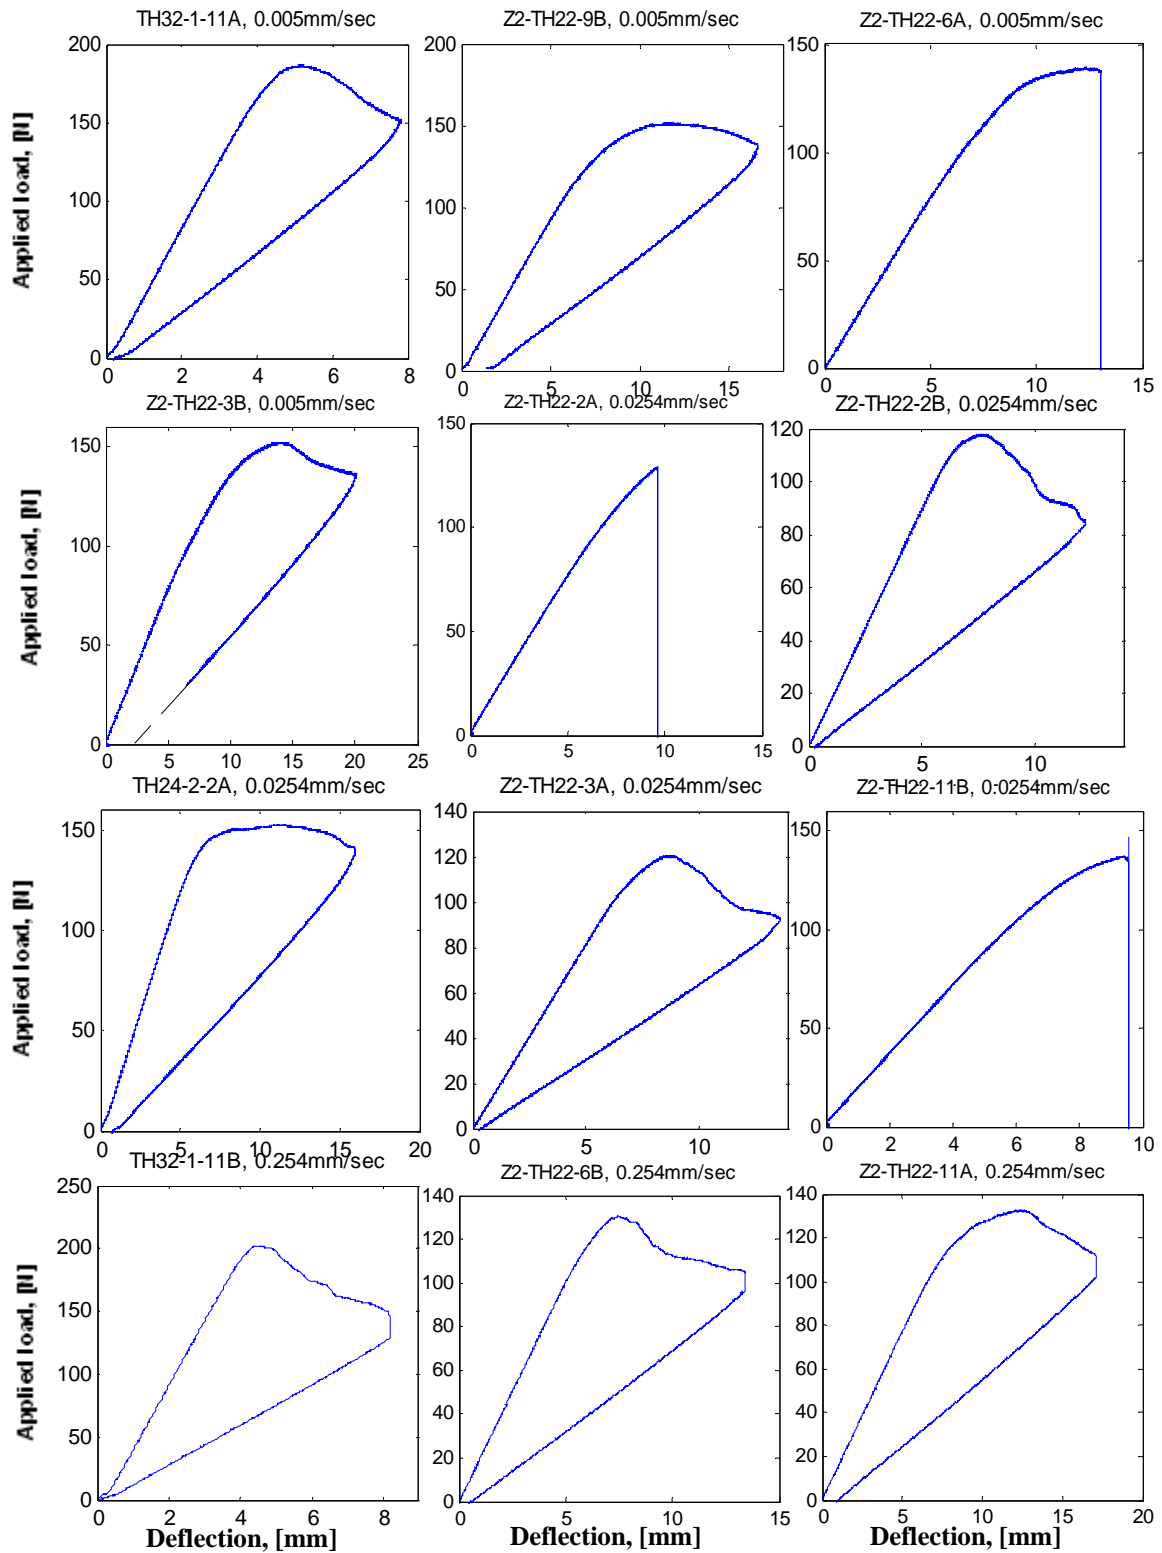 TH32-1-11A, 0.005mm/sec
Z2-TH22-9B, 0.005mm/sec
Z2-TH22-6A, 0.005mm/sec
Applied load, [N]
200
150
100
50
0
0 2 4 6 8
200
150
100
50
0
0 5 10 15
150
100
50
0
0 5 10 15
Z2-TH22-3B, 0.005mm/sec
Z2-TH22-2A, 0.0254mm/sec
Z2-TH22-2B, 0.0254mm/sec
Applied load, [N]
150
100
50
0
0 5 10 15 20 25
150
100
50
0
0 5 10 15
120
100
80
60
40
20
0
0 5 10
TH24-2-2A, 0.0254mm/sec
Z2-TH22-3A, 0.0254mm/sec
Z2-TH22-11B, 0.0254mm/sec
Applied load, [N]
150
100
50
0
0 5 10 15 20
140
120
100
80
60
40
20
0
0 5 10
150
100
50
0
0 2 4 6 8 10
TH32-1-11B, 0.254mm/sec
Z2-TH22-6B, 0.254mm/sec
Z2-TH22-11A, 0.254mm/sec
Applied load, [N]
250
200
150
100
50
0
0 2 4 6 8
140
120
100
80
60
40
20
0
0 5 10 15
140
120
100
80
60
40
20
0
0 5 10 15 20
Deflection, [mm]
Deflection, [mm]
Deflection, [mm]